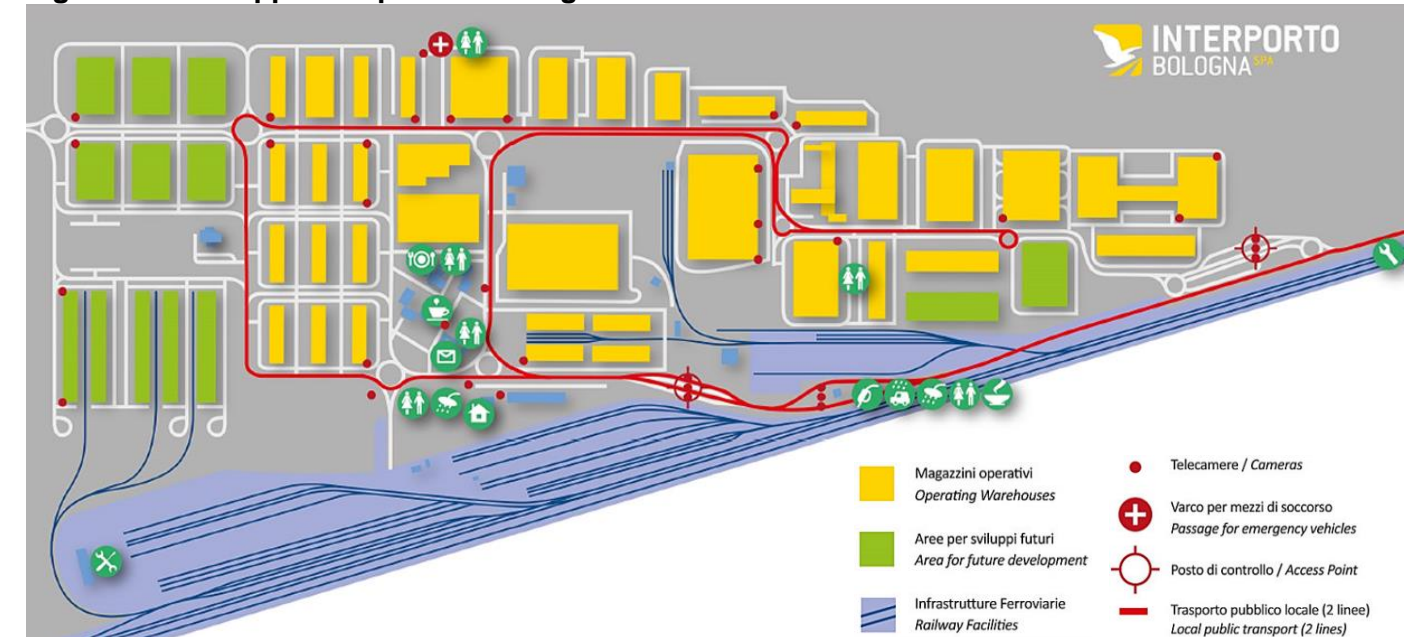 INTERPORTO
BOLOGNA SPA
Magazzini operativi
Operating Warehouses
Aree per sviluppi futuri
Area for future development
Infrastrutture Ferroviarie
Railway Facilities
Telecamere / Cameras
Varco per mezzi di soccorso
Passage for emergency vehicles
Posto di controllo / Access Point
Trasporto pubblico locale (2 linee)
Local public transport (2 lines)